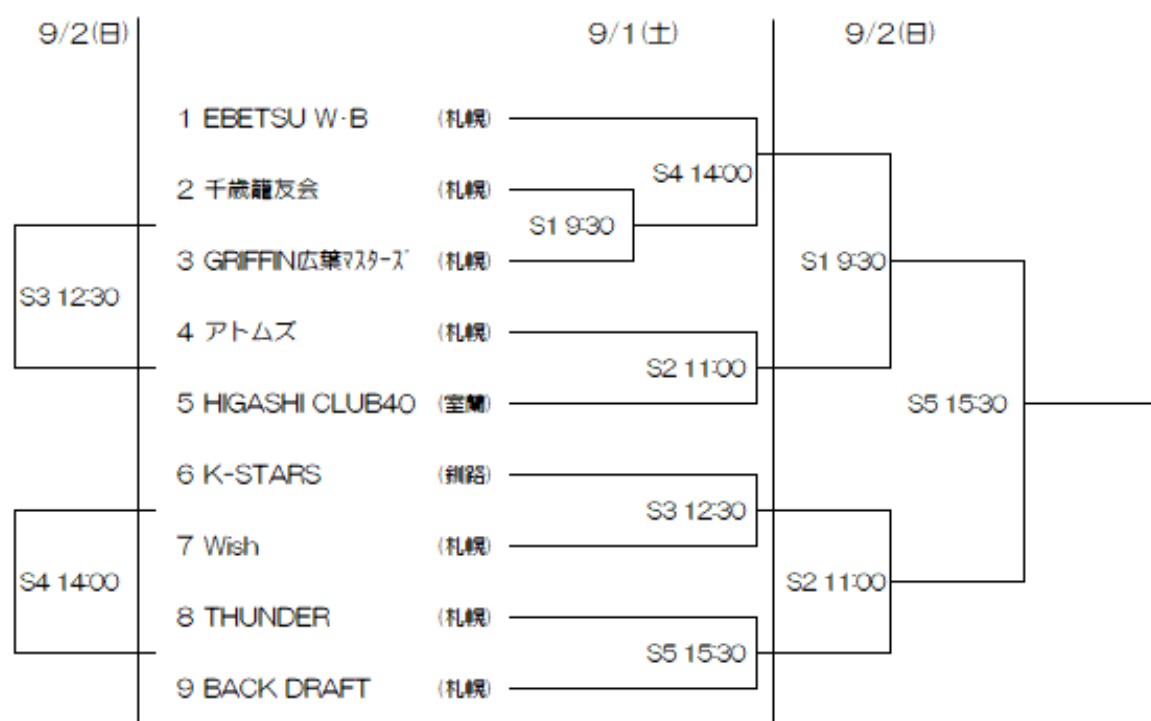 9/2(日) 9/1(土) 9/2(日)
1 EBETSU W·B (札幌)
S4 14:00
2 千歳籠友会 (札幌)
S1 9:30
3 GRIFFIN広葉マスターズ (札幌)
S1 9:30
S3 12:30
4 アトムズ (札幌)
S2 11:00
5 HIGASHI CLUB40 (室蘭)
S5 15:30
6 K-STARS (釧路)
S3 12:30
7 Wish (札幌)
S4 14:00
S2 11:00
8 THUNDER (札幌)
S5 15:30
9 BACK DRAFT (札幌)